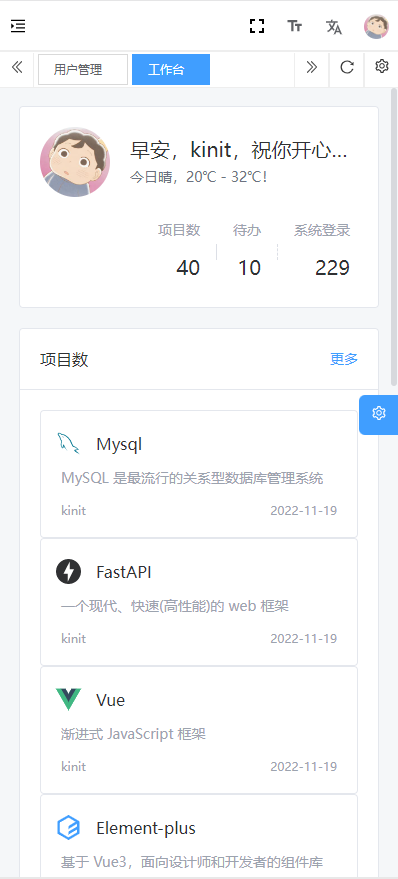 用户管理
工作台
早安，kinit，祝你开心...
今日晴，20℃ - 32℃！
项目数
待办
系统登录
40
10
229
项目数
更多
Mysql
MySQL 是最流行的关系型数据库管理系统
kinit
2022-11-19
FastAPI
一个现代、快速(高性能)的 web 框架
kinit
2022-11-19
Vue
渐进式 JavaScript 框架
kinit
2022-11-19
Element-plus
基于 Vue3，面向设计师和开发者的组件库